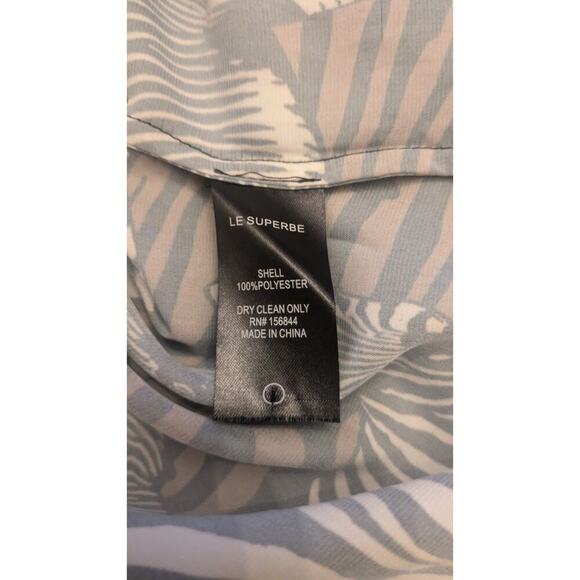 LE SUPERBE
SHELL
100%POLYESTER
DRY CLEAN ONLY
RN# 156844
MADE IN CHINA